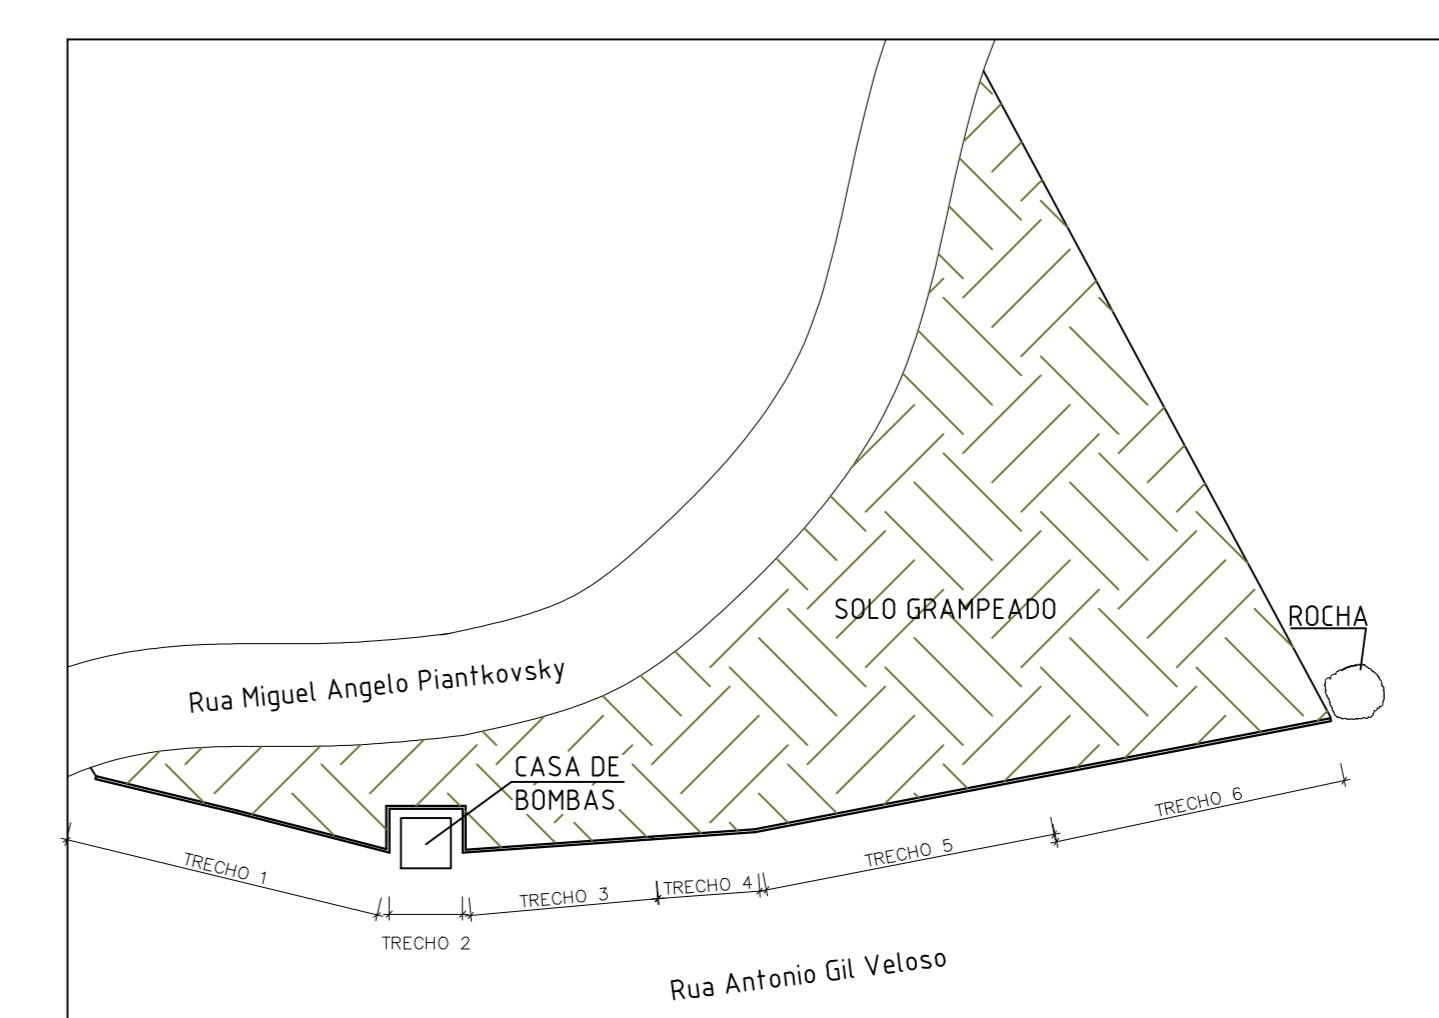 SOLO GRAMPEADO
ROCHA
Rua Miguel Angelo Piantkovsky
CASA DE
BOMBAS
TRECHO 1
TRECHO 2
TRECHO 3
TRECHO 4
TRECHO 5
TRECHO 6
Rua Antonio Gil Veloso